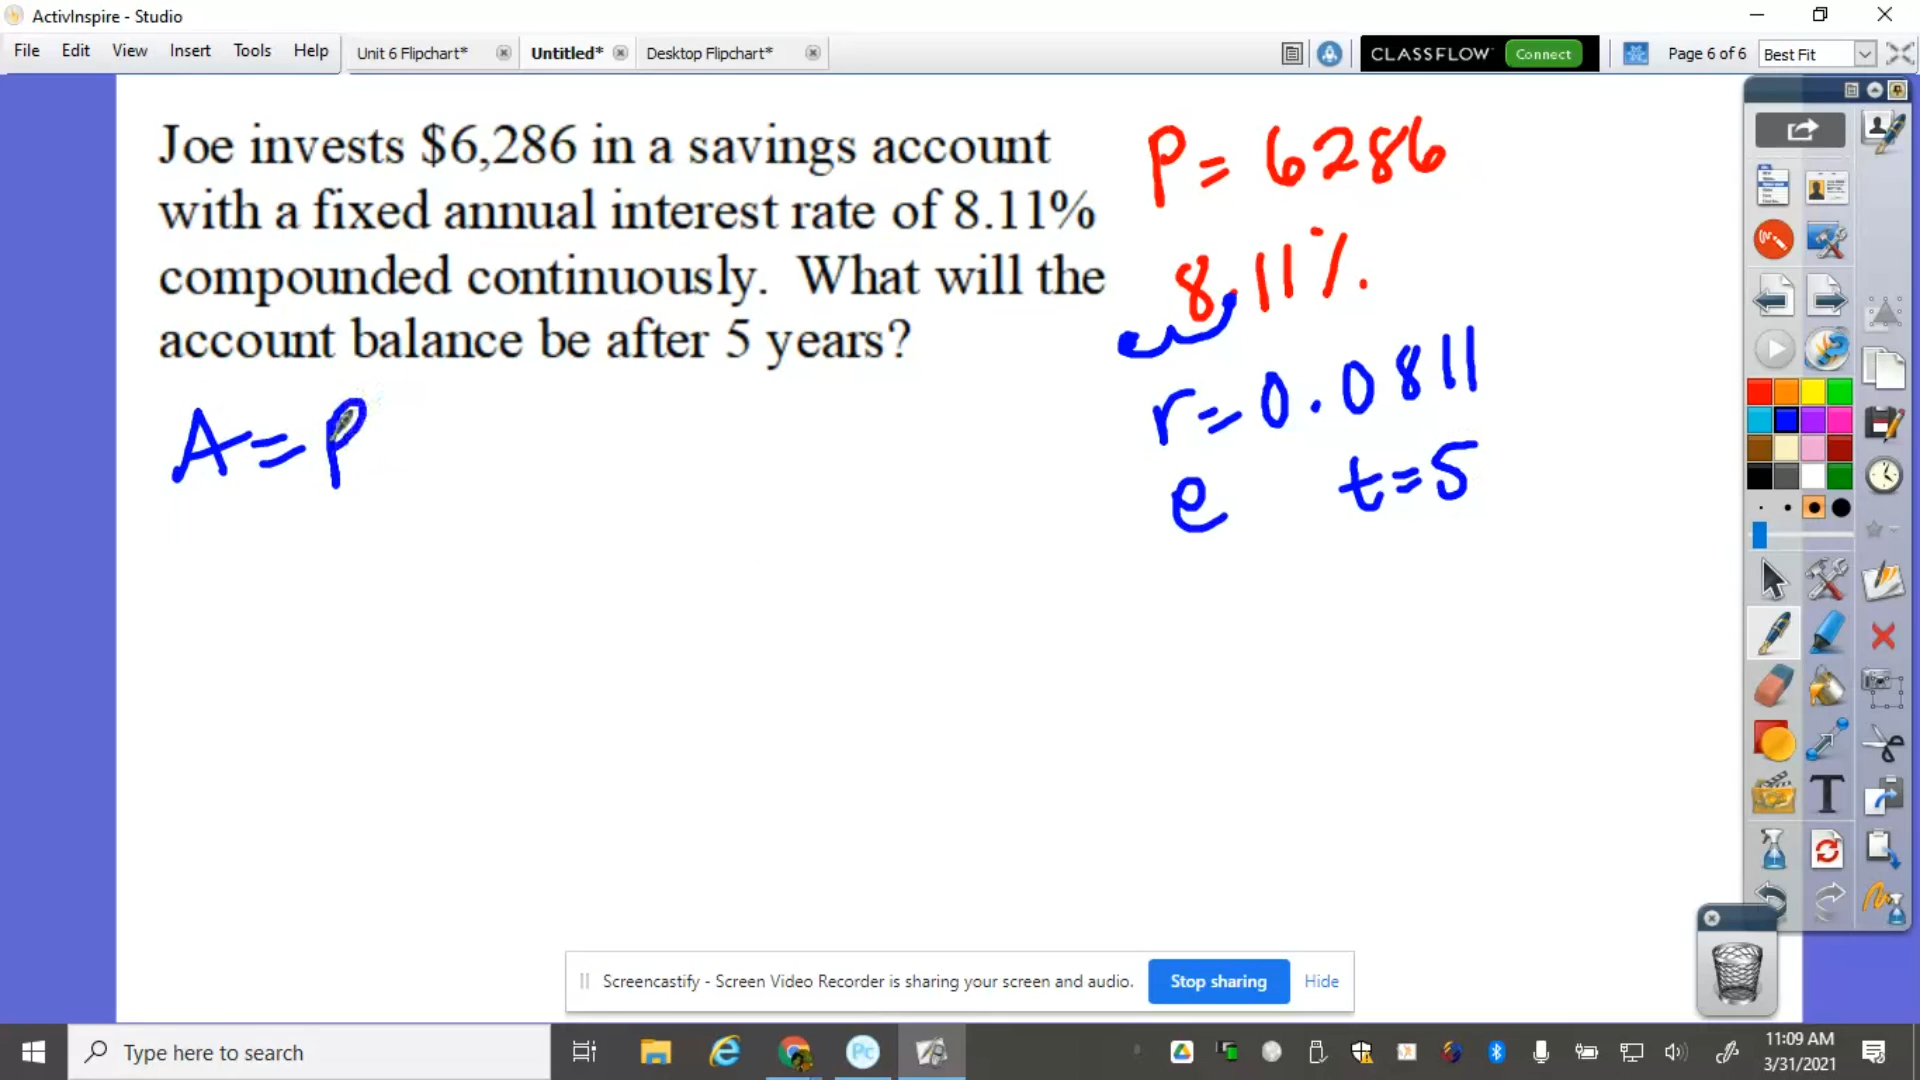 ActivInspire - Studio
File Edit View Insert Tools Help
Unit 6 Flipchart* Untitled* Desktop Flipchart*
CLASSFLOW Connect
Page 6 of 6 Best Fit
Joe invests $6,286 in a savings account
with a fixed annual interest rate of 8.11%
compounded continuously. What will the
account balance be after 5 years?
P = 6286
8.11%
r = 0.0811
e t = 5
A = P
T
Screencastify - Screen Video Recorder is sharing your screen and audio. Stop sharing Hide
Type here to search
Pc
11:09 AM
3/31/2021